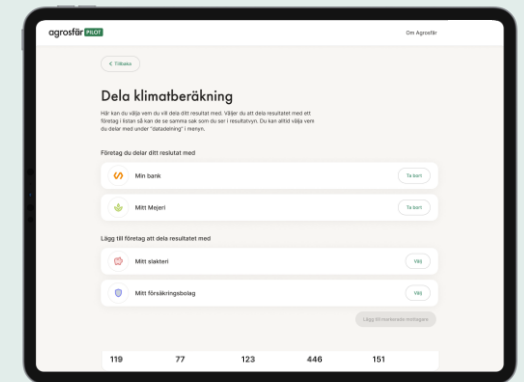 agrosfär PILOT
Om Agrosfär
Tillbaka
Dela klimatberäkning
Här kan du välja vem du vill dela ditt resultat med. Väljer du att dela resultatet med ett
företag i listan så kan de se samma sak som du ser i resultatvyn. Du kan alltid välja vem
du delar med under "datadelning" i menyn.
Företag du delar ditt reslutat med
Min bank
Ta bort
Mitt Mejeri
Ta bort
Lägg till företag att dela resultatet med
Mitt slakteri
Välj
Mitt försäkringsbolag
Välj
Lägg till markerade mottagare
119 77 123 446 151